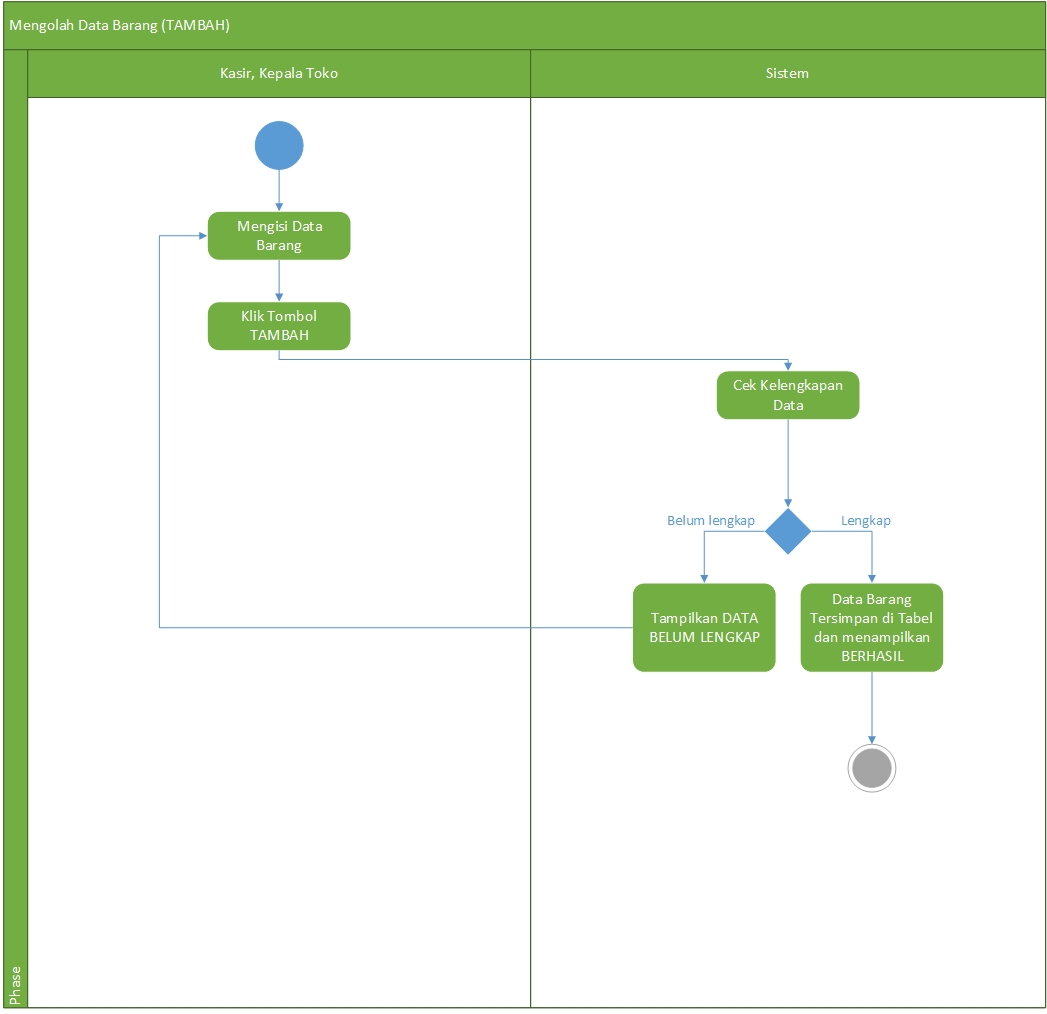 Mengolah Data Barang (TAMBAH)
Kasir, Kepala Toko
Sistem
Mengisi Data
Barang
Klik Tombol
TAMBAH
Cek Kelengkapan
Data
Belum lengkap
Lengkap
Tampilkan DATA
BELUM LENGKAP
Data Barang
Tersimpan di Tabel
dan menampilkan
BERHASIL
Phase